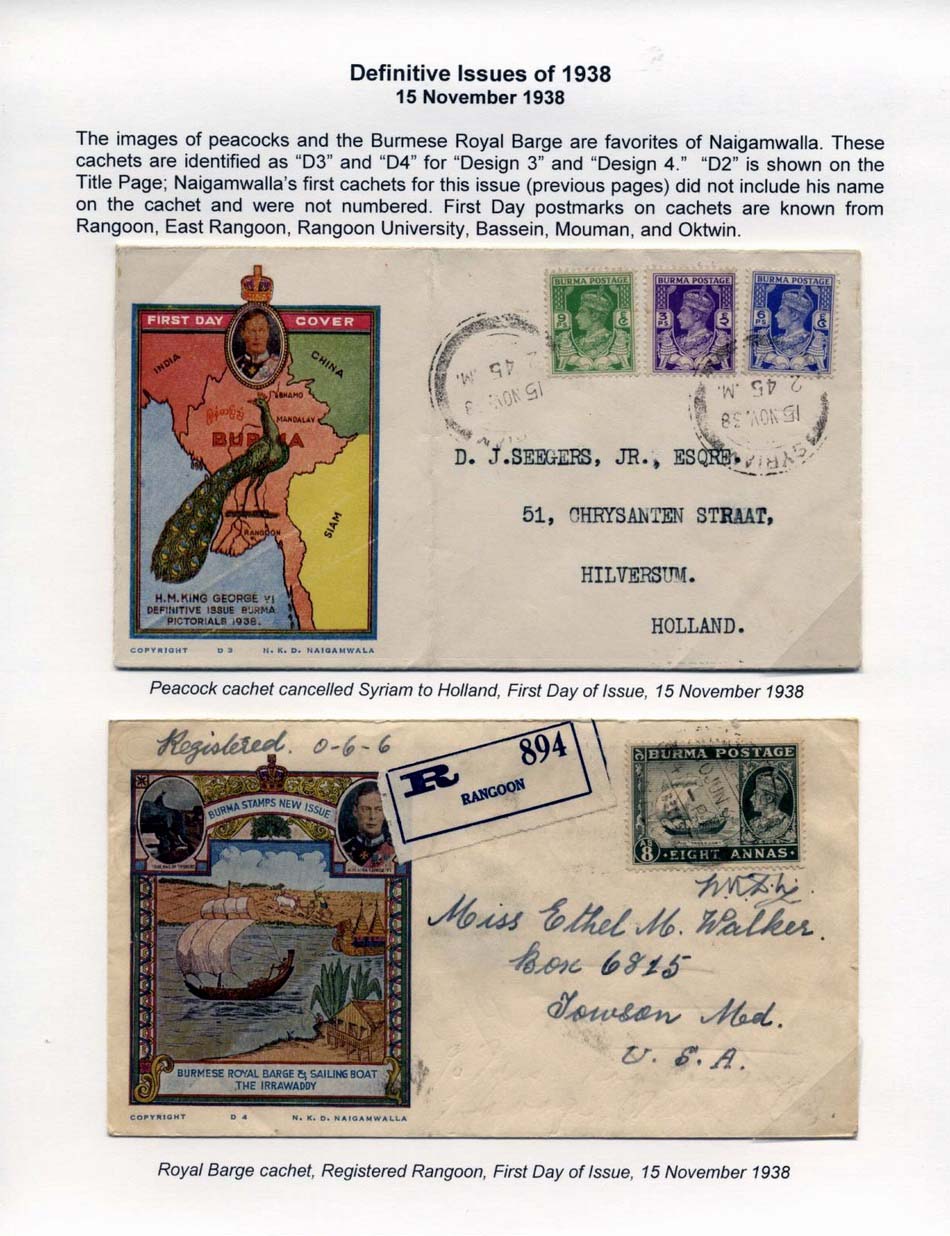 Definitive Issues of 1938
15 November 1938
The images of peacocks and the Burmese Royal Barge are favorites of Naigamwalla. These
cachets are identified as “D3” and “D4” for “Design 3” and “Design 4.” “D2” is shown on the
Title Page; Naigamwalla’s first cachets for this issue (previous pages) did not include his name
on the cachet and were not numbered. First Day postmarks on cachets are known from
Rangoon, East Rangoon, Rangoon University, Bassein, Mouman, and Oktwin.
FIRST DAY COVER
INDIA
CHINA
BHAMO
MANDALAY
BURMA
RANGOON
SIAM
H.M. KING GEORGE VI
DEFINITIVE ISSUE BURMA
PICTORIALS 1938.
COPYRIGHT D 3 N. K. D. NAIGAMWALA
BURMA POSTAGE
9 PS
BURMA POSTAGE
3 PS
BURMA POSTAGE
6 PS
2 45 M.
15 NOV. 38
2 45 M.
15 NOV. 38
SYRIAM
D. J.SEEGERS, JR., ESQRE.
51, CHRYSANTEN STRAAT,
HILVERSUM.
HOLLAND.
Peacock cachet cancelled Syriam to Holland, First Day of Issue, 15 November 1938
Registered. 0-6-6
R 894
RANGOON
BURMA POSTAGE
8 EIGHT ANNAS
BURMA STAMPS NEW ISSUE
BURMESE ROYAL BARGE & SAILING BOAT
THE IRRAWADDY
COPYRIGHT D 4 N. K. D. NAIGAMWALLA
Miss Ethel M. Walker.
Box 6815
Towson Md.
U. S. A.
Royal Barge cachet, Registered Rangoon, First Day of Issue, 15 November 1938